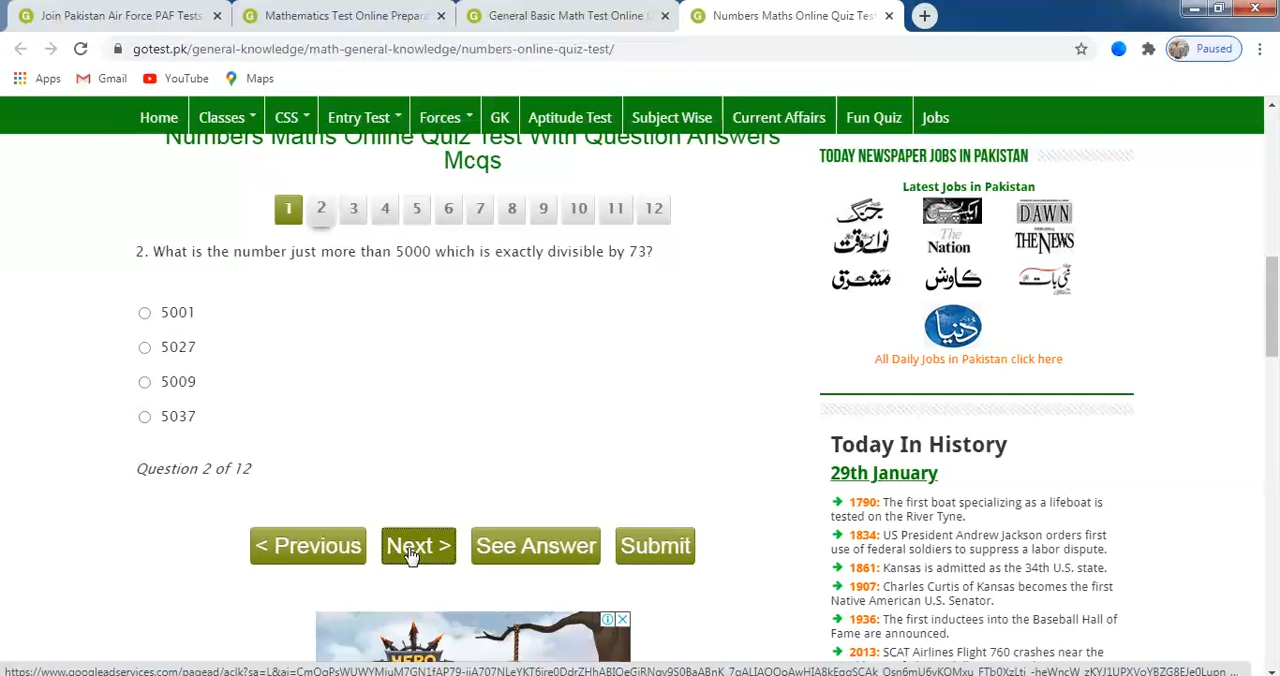 Join Pakistan Air Force PAF Tests
Mathematics Test Online Prepara
General Basic Math Test Online
Numbers Maths Online Quiz Test
gotest.pk/general-knowledge/math-general-knowledge/numbers-online-quiz-test/
Paused
Apps Gmail YouTube Maps
Home Classes CSS Entry Test Forces GK Aptitude Test Subject Wise Current Affairs Fun Quiz Jobs
Numbers Maths Online Quiz Test With Question Answers
Mcqs
1 2 3 4 5 6 7 8 9 10 11 12
2. What is the number just more than 5000 which is exactly divisible by 73?
5001
5027
5009
5037
Question 2 of 12
< Previous Next > See Answer Submit
TODAY NEWSPAPER JOBS IN PAKISTAN
Latest Jobs in Pakistan
جنگ ایکسپریس DAWN
نوائے وقت The Nation THE NEWS
مشرق کاوش نئی بات
دنیا
All Daily Jobs in Pakistan click here
Today In History
29th January
1790: The first boat specializing as a lifeboat is
tested on the River Tyne.
1834: US President Andrew Jackson orders first
use of federal soldiers to suppress a labor dispute.
1861: Kansas is admitted as the 34th U.S. state.
1907: Charles Curtis of Kansas becomes the first
Native American U.S. Senator.
1936: The first inductees into the Baseball Hall of
Fame are announced.
2013: SCAT Airlines Flight 760 crashes near the